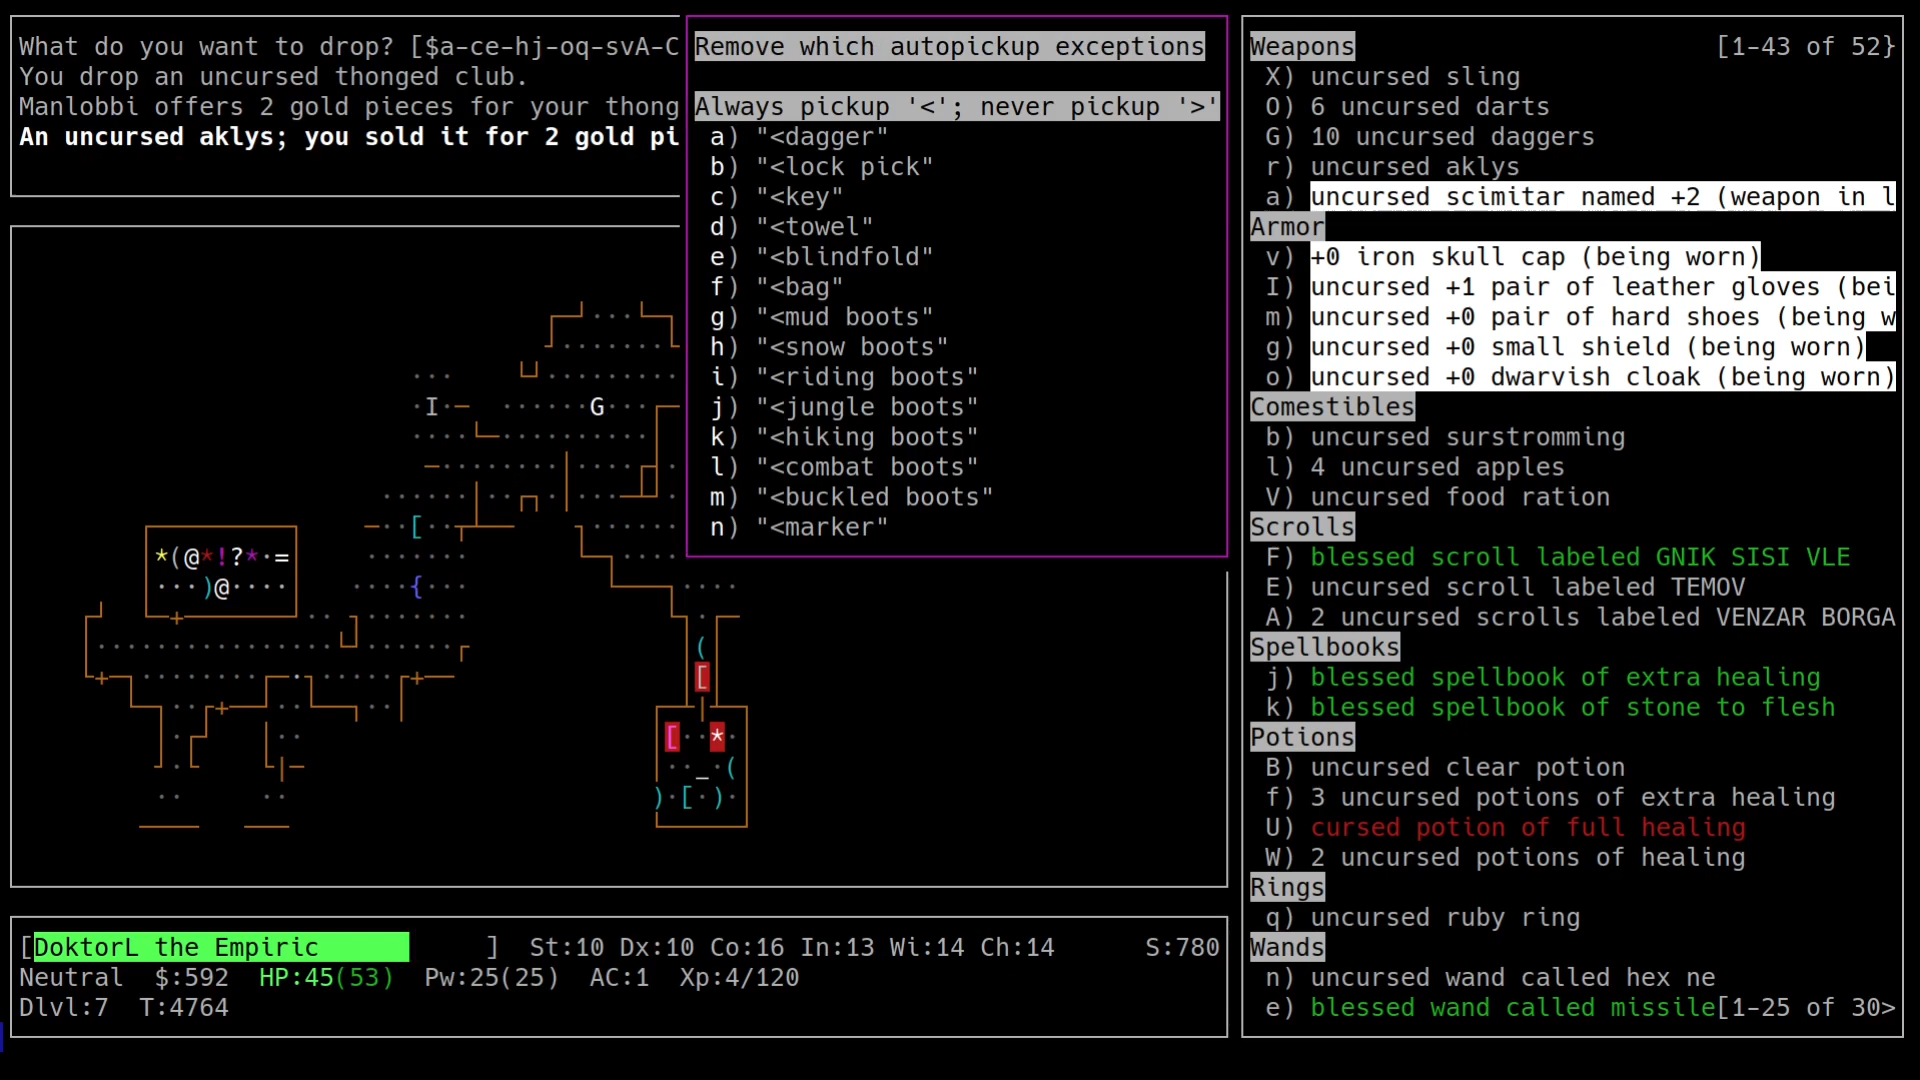 What do you want to drop? [$a-ce-hj-oq-svA-C
You drop an uncursed thonged club.
Manlobbi offers 2 gold pieces for your thong
An uncursed aklys; you sold it for 2 gold pi
Remove which autopickup exceptions
Always pickup '<'; never pickup '>'
a) "<dagger"
b) "<lock pick"
c) "<key"
d) "<towel"
e) "<blindfold"
f) "<bag"
g) "<mud boots"
h) "<snow boots"
i) "<riding boots"
j) "<jungle boots"
k) "<hiking boots"
l) "<combat boots"
m) "<buckled boots"
n) "<marker"
[DoktorL the Empiric ] St:10 Dx:10 Co:16 In:13 Wi:14 Ch:14 S:780
Neutral $:592 HP:45(53) Pw:25(25) AC:1 Xp:4/120
Dlvl:7 T:4764
Weapons [1-43 of 52}
X) uncursed sling
O) 6 uncursed darts
G) 10 uncursed daggers
r) uncursed aklys
a) uncursed scimitar named +2 (weapon in l
Armor
v) +0 iron skull cap (being worn)
I) uncursed +1 pair of leather gloves (bei
m) uncursed +0 pair of hard shoes (being w
g) uncursed +0 small shield (being worn)
o) uncursed +0 dwarvish cloak (being worn)
Comestibles
b) uncursed surstromming
l) 4 uncursed apples
V) uncursed food ration
Scrolls
F) blessed scroll labeled GNIK SISI VLE
E) uncursed scroll labeled TEMOV
A) 2 uncursed scrolls labeled VENZAR BORGA
Spellbooks
j) blessed spellbook of extra healing
k) blessed spellbook of stone to flesh
Potions
B) uncursed clear potion
f) 3 uncursed potions of extra healing
U) cursed potion of full healing
W) 2 uncursed potions of healing
Rings
q) uncursed ruby ring
Wands
n) uncursed wand called hex ne
e) blessed wand called missile[1-25 of 30>